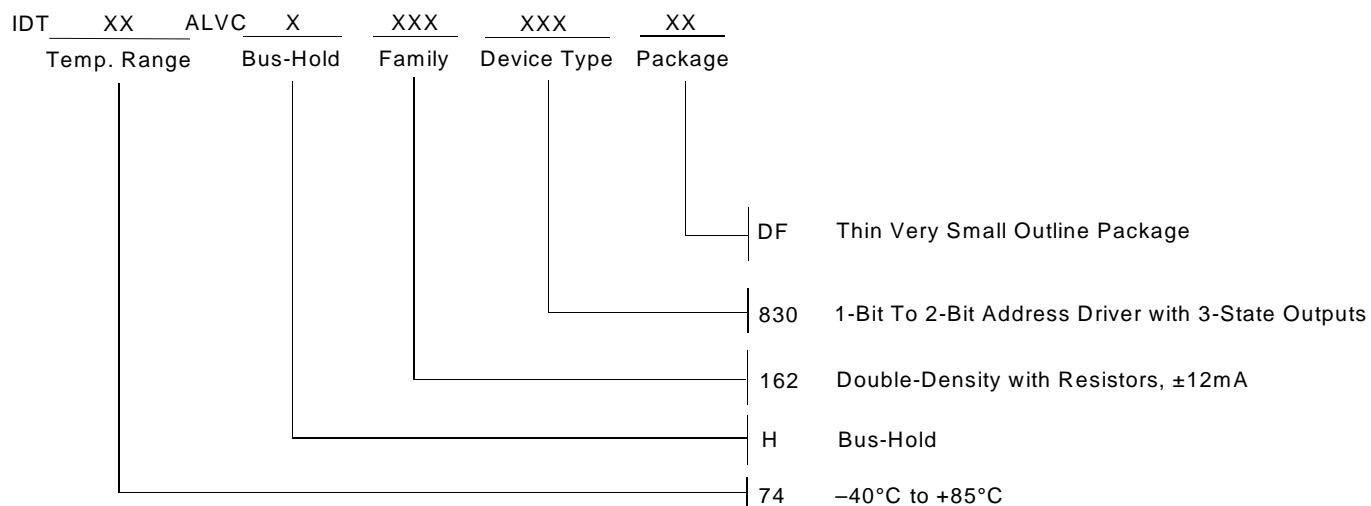 IDT XX ALVC X XXX XXX XX
Temp. Range Bus-Hold Family Device Type Package
DF Thin Very Small Outline Package
830 1-Bit To 2-Bit Address Driver with 3-State Outputs
162 Double-Density with Resistors, ±12mA
H Bus-Hold
74 –40°C to +85°C